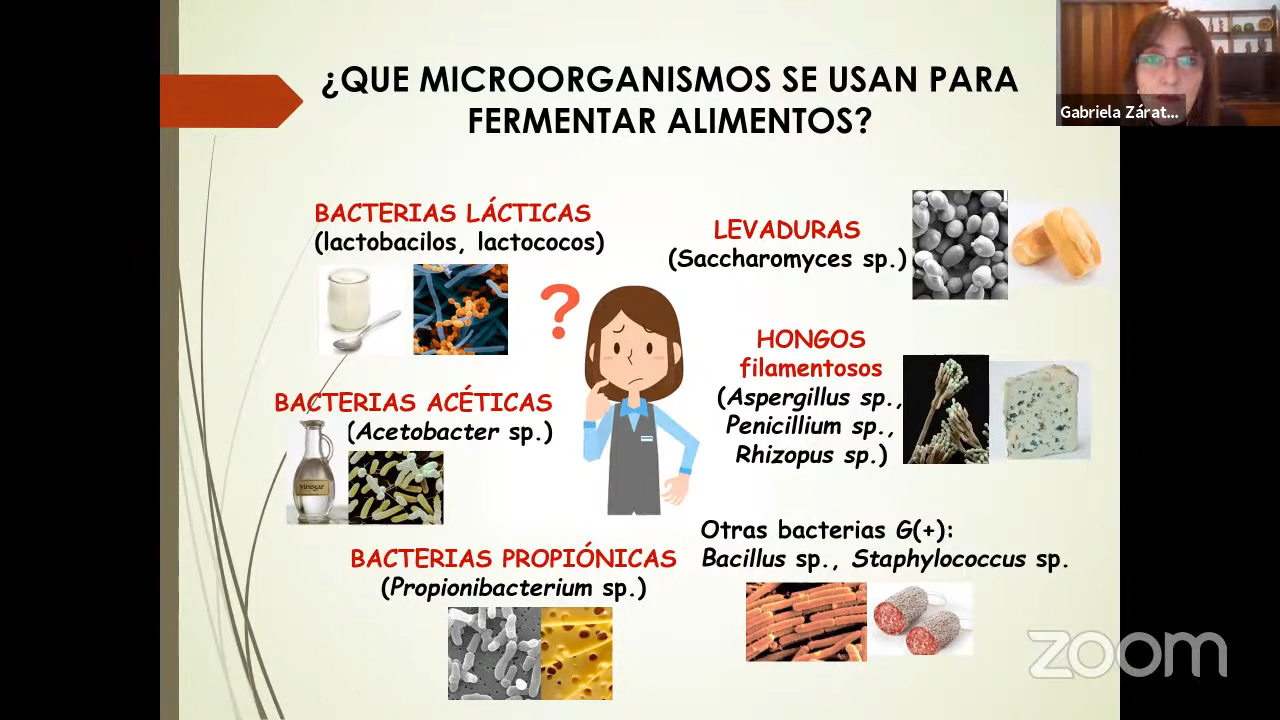 ¿QUE MICROORGANISMOS SE USAN PARA
FERMENTAR ALIMENTOS?
Gabriela Zárat...
BACTERIAS LÁCTICAS
(lactobacilos, lactococos)
LEVADURAS
(Saccharomyces sp.)
HONGOS
filamentosos
(Aspergillus sp.,
Penicillium sp.,
Rhizopus sp.)
BACTERIAS ACÉTICAS
(Acetobacter sp.)
vinegar
Otras bacterias G(+):
Bacillus sp., Staphylococcus sp.
BACTERIAS PROPIÓNICAS
(Propionibacterium sp.)
zoom